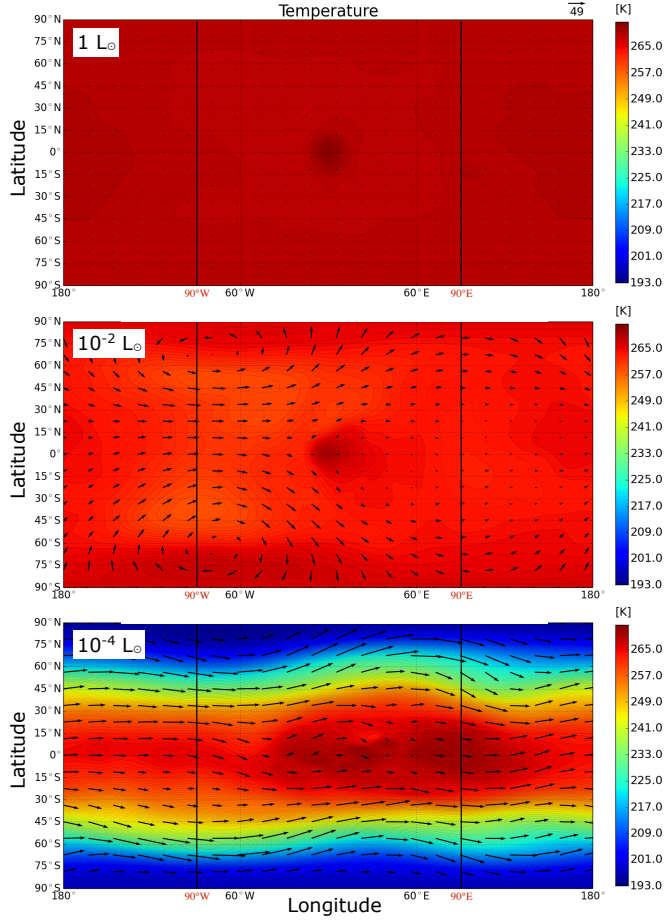 Temperature
49
[K]
1 L☉
90°N
75°N
60°N
45°N
30°N
15°N
0°
15°S
30°S
45°S
60°S
75°S
90°S
Latitude
180°
90°W
60°W
60°E
90°E
180°
265.0
257.0
249.0
241.0
233.0
225.0
217.0
209.0
201.0
193.0
[K]
10⁻² L☉
90°N
75°N
60°N
45°N
30°N
15°N
0°
15°S
30°S
45°S
60°S
75°S
90°S
Latitude
180°
90°W
60°W
60°E
90°E
180°
265.0
257.0
249.0
241.0
233.0
225.0
217.0
209.0
201.0
193.0
[K]
10⁻⁴ L☉
90°N
75°N
60°N
45°N
30°N
15°N
0°
15°S
30°S
45°S
60°S
75°S
90°S
Latitude
180°
90°W
60°W
60°E
90°E
180°
265.0
257.0
249.0
241.0
233.0
225.0
217.0
209.0
201.0
193.0
Longitude